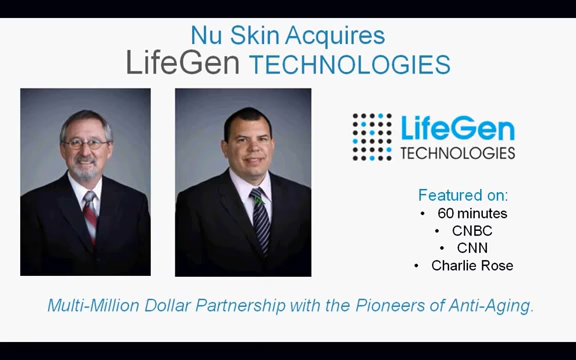 Nu Skin Acquires
LifeGen TECHNOLOGIES
LifeGen
TECHNOLOGIES
Featured on:
• 60 minutes
• CNBC
• CNN
• Charlie Rose
Multi-Million Dollar Partnership with the Pioneers of Anti-Aging.